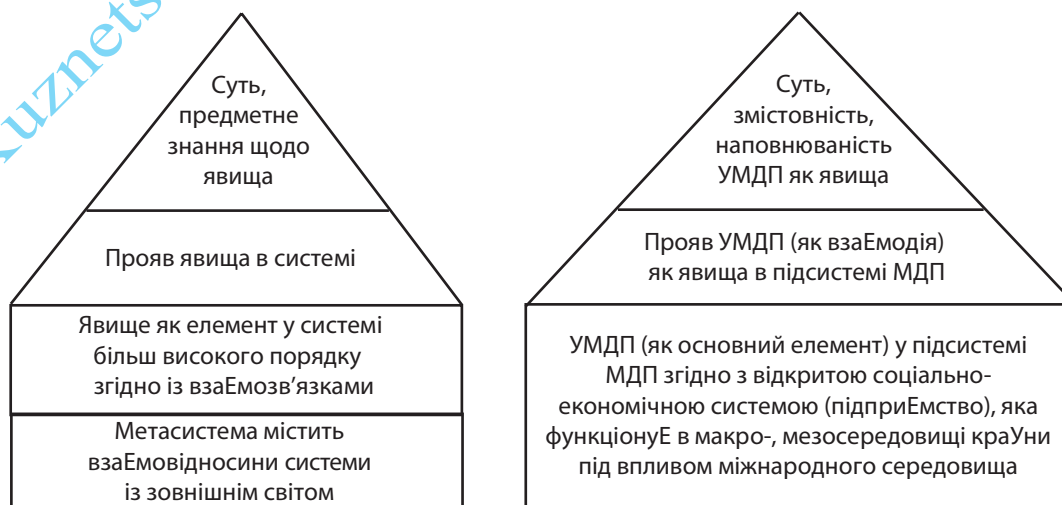 kuznets
Суть,
предметне
знання щодо
явища
Прояв явища в системі
Явище як елемент у системі
більш високого порядку
згідно із взаЕмозв'язками
Метасистема містить
взаЕмовідносини системи
із зовнішнім світом
Суть,
змістовність,
наповнюваність
УМДП як явища
Прояв УМДП (як взаЕмодія)
як явища в підсистемі МДП
УМДП (як основний елемент) у підсистемі
МДП згідно з відкритою соціально-
економічною системою (підприЕмство), яка
функціонуЕ в макро-, мезосередовищі краУни
під впливом міжнародного середовища